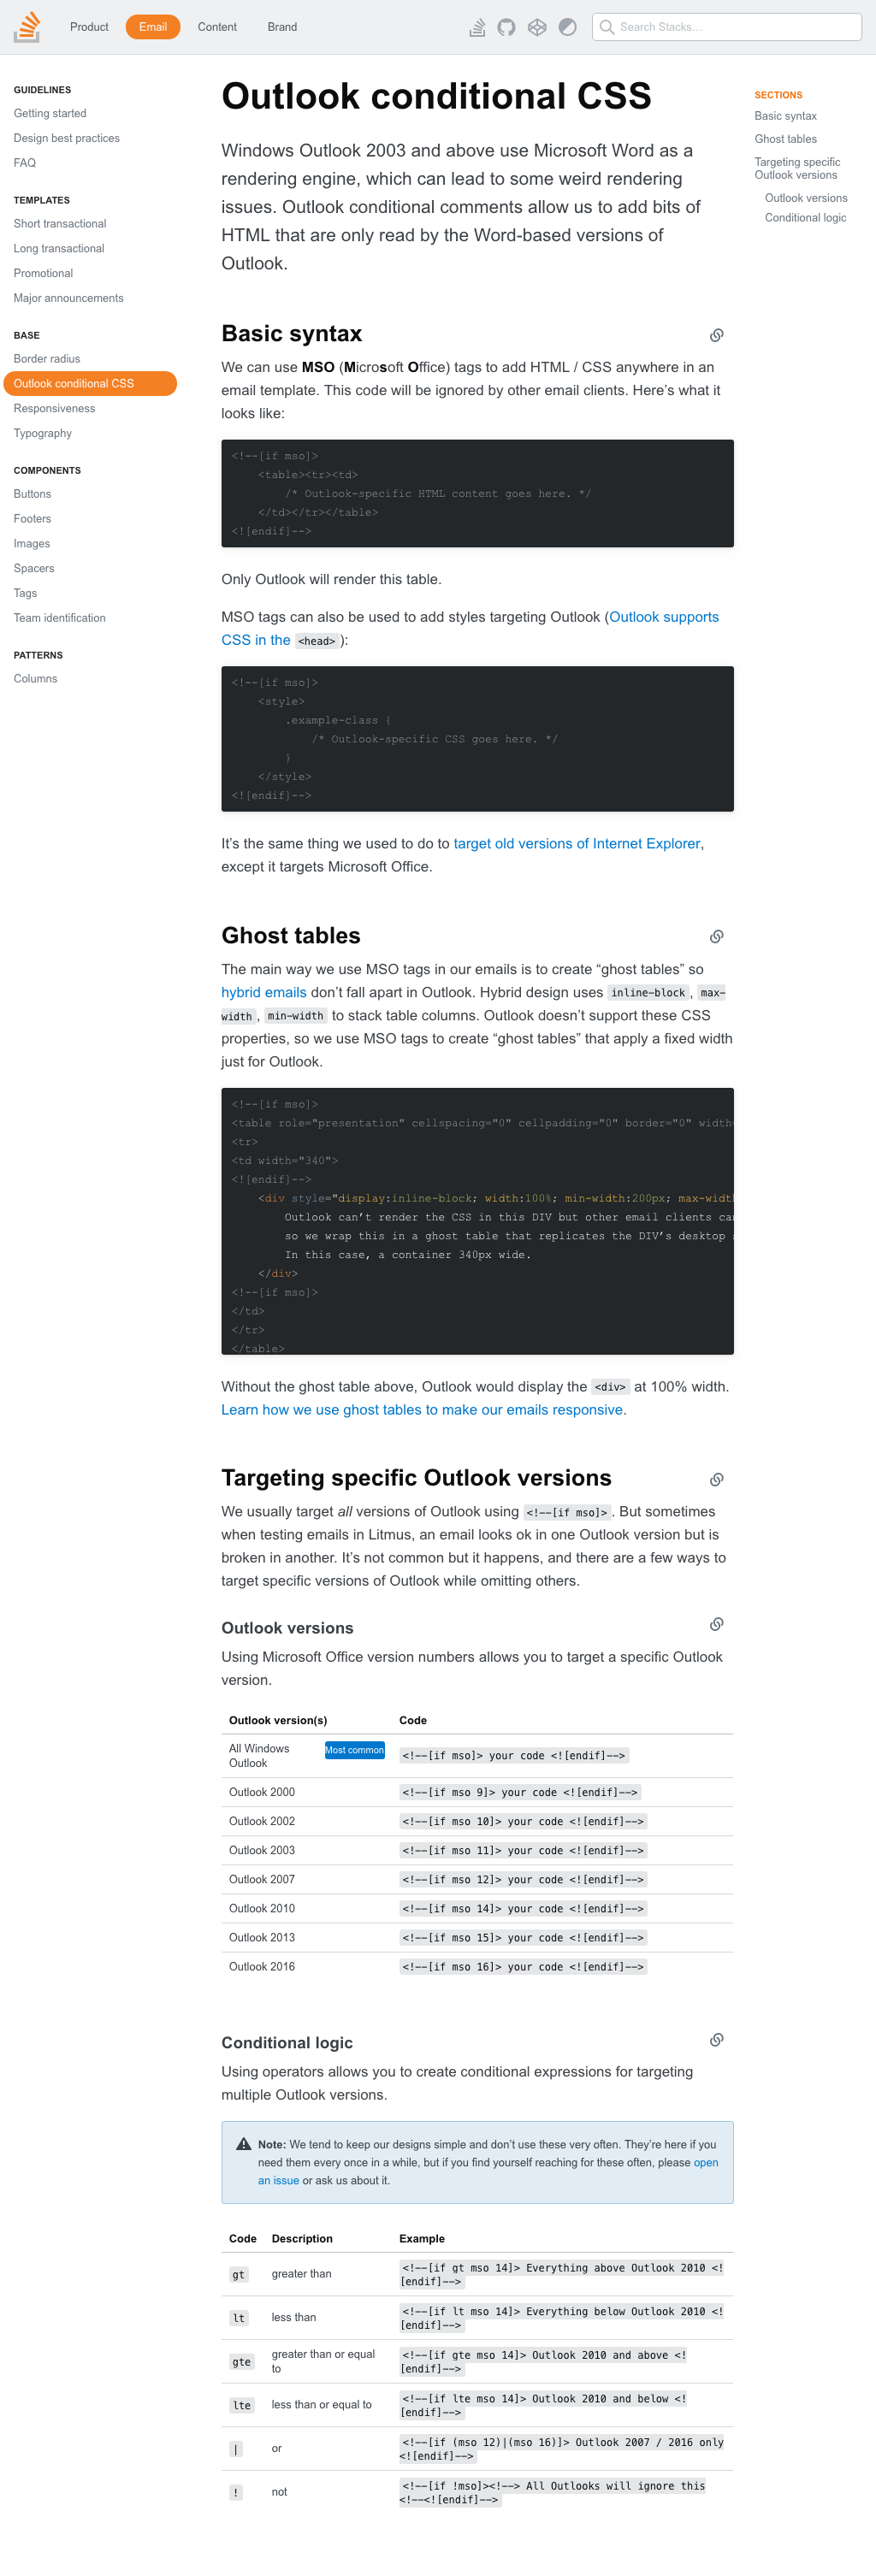 Product
Email
Content
Brand
Search Stacks…
GUIDELINES
Getting started
Design best practices
FAQ
TEMPLATES
Short transactional
Long transactional
Promotional
Major announcements
BASE
Border radius
Outlook conditional CSS
Responsiveness
Typography
COMPONENTS
Buttons
Footers
Images
Spacers
Tags
Team identification
PATTERNS
Columns
Outlook conditional CSS
Windows Outlook 2003 and above use Microsoft Word as a
rendering engine, which can lead to some weird rendering
issues. Outlook conditional comments allow us to add bits of
HTML that are only read by the Word-based versions of
Outlook.
SECTIONS
Basic syntax
Ghost tables
Targeting specific
Outlook versions
Outlook versions
Conditional logic
Basic syntax
We can use MSO (Microsoft Office) tags to add HTML / CSS anywhere in an
email template. This code will be ignored by other email clients. Here’s what it
looks like:
<!--[if mso]>
<table><tr><td>
/* Outlook-specific HTML content goes here. */
</td></tr></table>
<![endif]-->
Only Outlook will render this table.
MSO tags can also be used to add styles targeting Outlook (Outlook supports
CSS in the <head>):
<!--[if mso]>
<style>
.example-class {
/* Outlook-specific CSS goes here. */
}
</style>
<![endif]-->
It’s the same thing we used to do to target old versions of Internet Explorer,
except it targets Microsoft Office.
Ghost tables
The main way we use MSO tags in our emails is to create “ghost tables” so
hybrid emails don’t fall apart in Outlook. Hybrid design uses inline-block, max-
width, min-width to stack table columns. Outlook doesn’t support these CSS
properties, so we use MSO tags to create “ghost tables” that apply a fixed width
just for Outlook.
<!--[if mso]>
<table role="presentation" cellspacing="0" cellpadding="0" border="0" width
<tr>
<td width="340">
<![endif]-->
<div style="display:inline-block; width:100%; min-width:200px; max-width
Outlook can’t render the CSS in this DIV but other email clients can
so we wrap this in a ghost table that replicates the DIV’s desktop
In this case, a container 340px wide.
</div>
<!--[if mso]>
</td>
</tr>
</table>
Without the ghost table above, Outlook would display the <div> at 100% width.
Learn how we use ghost tables to make our emails responsive.
Targeting specific Outlook versions
We usually target all versions of Outlook using <!--[if mso]>. But sometimes
when testing emails in Litmus, an email looks ok in one Outlook version but is
broken in another. It’s not common but it happens, and there are a few ways to
target specific versions of Outlook while omitting others.
Outlook versions
Using Microsoft Office version numbers allows you to target a specific Outlook
version.
Outlook version(s) Code
All Windows
Outlook
Most common
<!--[if mso]> your code <![endif]-->
Outlook 2000 <!--[if mso 9]> your code <![endif]-->
Outlook 2002 <!--[if mso 10]> your code <![endif]-->
Outlook 2003 <!--[if mso 11]> your code <![endif]-->
Outlook 2007 <!--[if mso 12]> your code <![endif]-->
Outlook 2010 <!--[if mso 14]> your code <![endif]-->
Outlook 2013 <!--[if mso 15]> your code <![endif]-->
Outlook 2016 <!--[if mso 16]> your code <![endif]-->
Conditional logic
Using operators allows you to create conditional expressions for targeting
multiple Outlook versions.
Note: We tend to keep our designs simple and don’t use these very often. They’re here if you
need them every once in a while, but if you find yourself reaching for these often, please open
an issue or ask us about it.
Code Description Example
gt greater than <!--[if gt mso 14]> Everything above Outlook 2010 <!
[endif]-->
lt less than <!--[if lt mso 14]> Everything below Outlook 2010 <!
[endif]-->
gte greater than or equal
to
<!--[if gte mso 14]> Outlook 2010 and above <!
[endif]-->
lte less than or equal to <!--[if lte mso 14]> Outlook 2010 and below <!
[endif]-->
| or <!--[if (mso 12)|(mso 16)]> Outlook 2007 / 2016 only
<![endif]-->
! not <!--[if !mso]><!--> All Outlooks will ignore this
<!--<![endif]-->